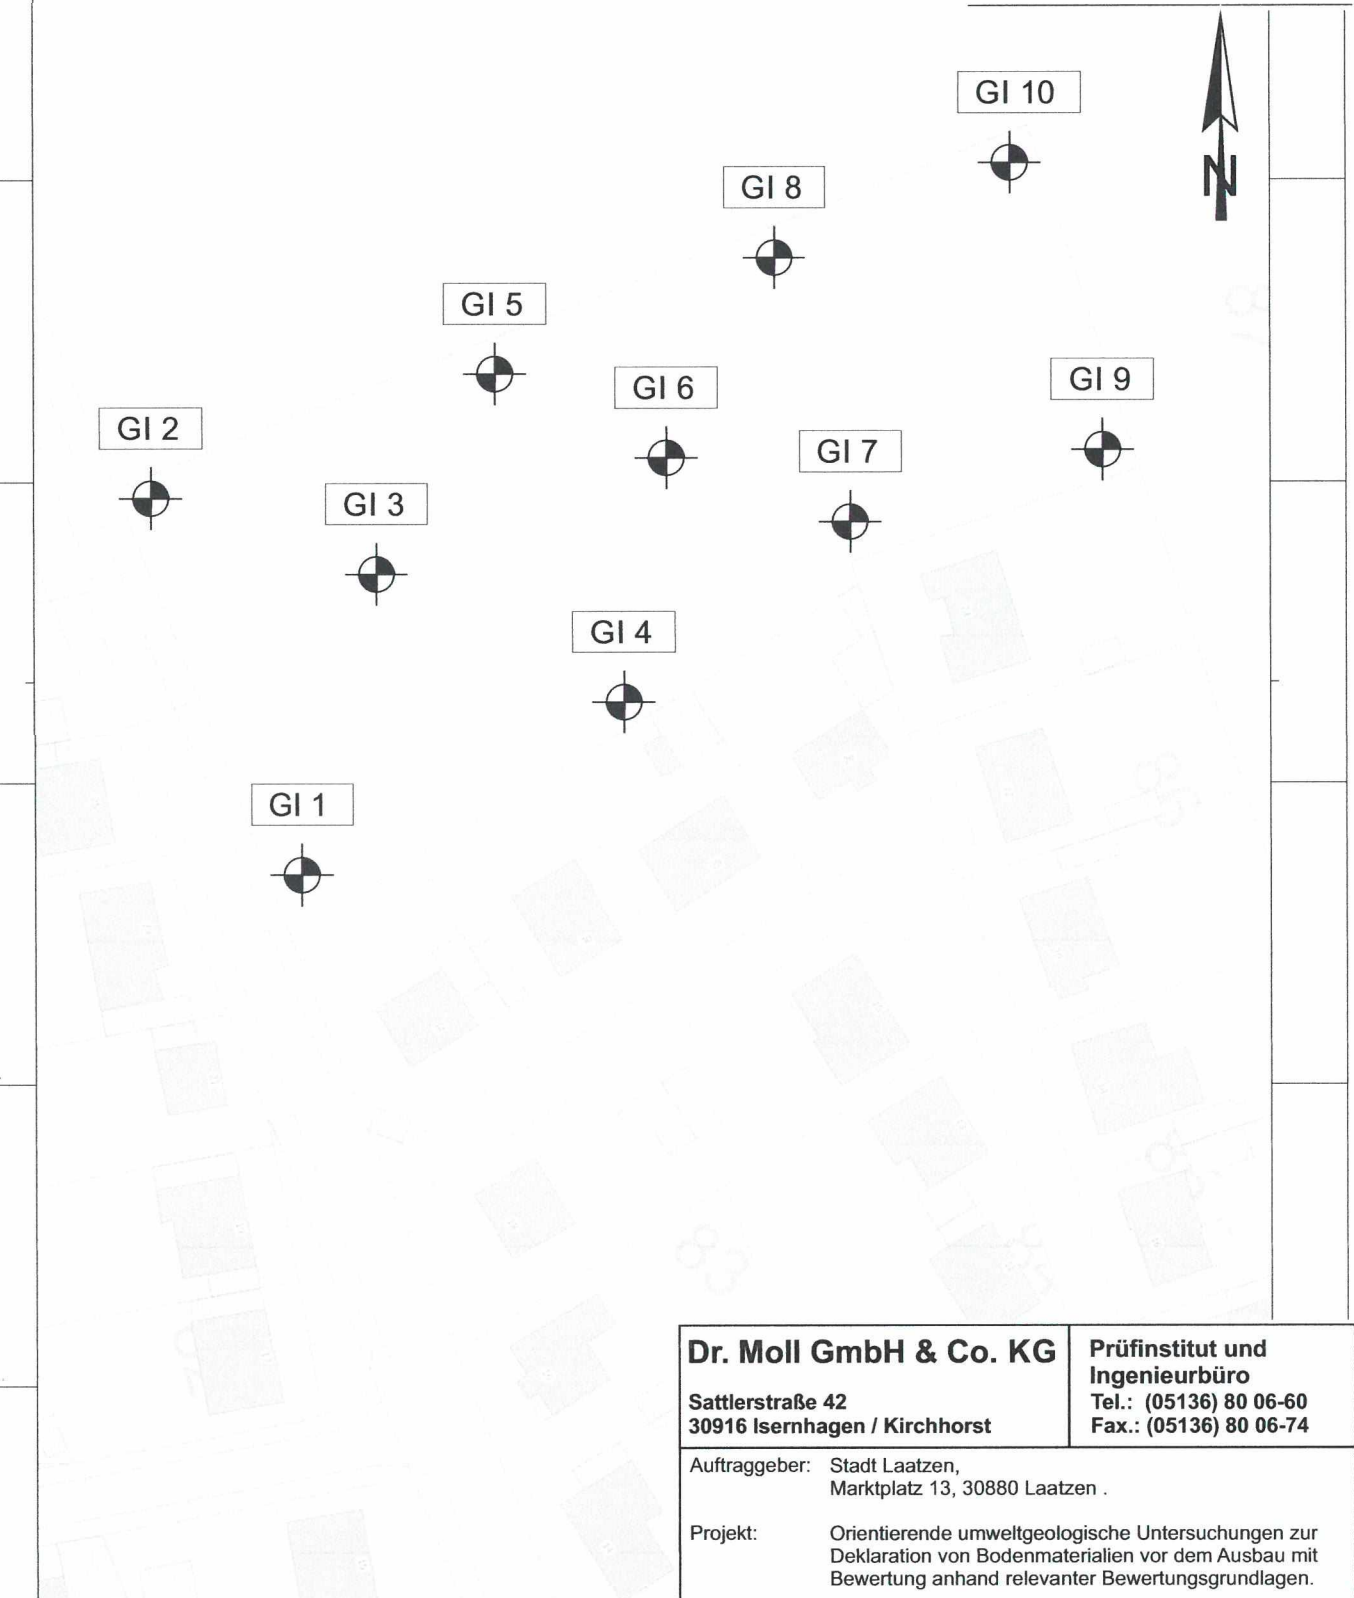 GI 10
N
GI 8
GI 5
GI 6
GI 9
GI 2
GI 7
GI 3
GI 4
GI 1
Dr. Moll GmbH & Co. KG
Sattlerstraße 42
30916 Isernhagen / Kirchhorst
Prüfinstitut und
Ingenieurbüro
Tel.: (05136) 80 06-60
Fax.: (05136) 80 06-74
Auftraggeber: Stadt Laatzen,
Marktplatz 13, 30880 Laatzen .
Projekt: Orientierende umweltgeologische Untersuchungen zur
Deklaration von Bodenmaterialien vor dem Ausbau mit
Bewertung anhand relevanter Bewertungsgrundlagen.